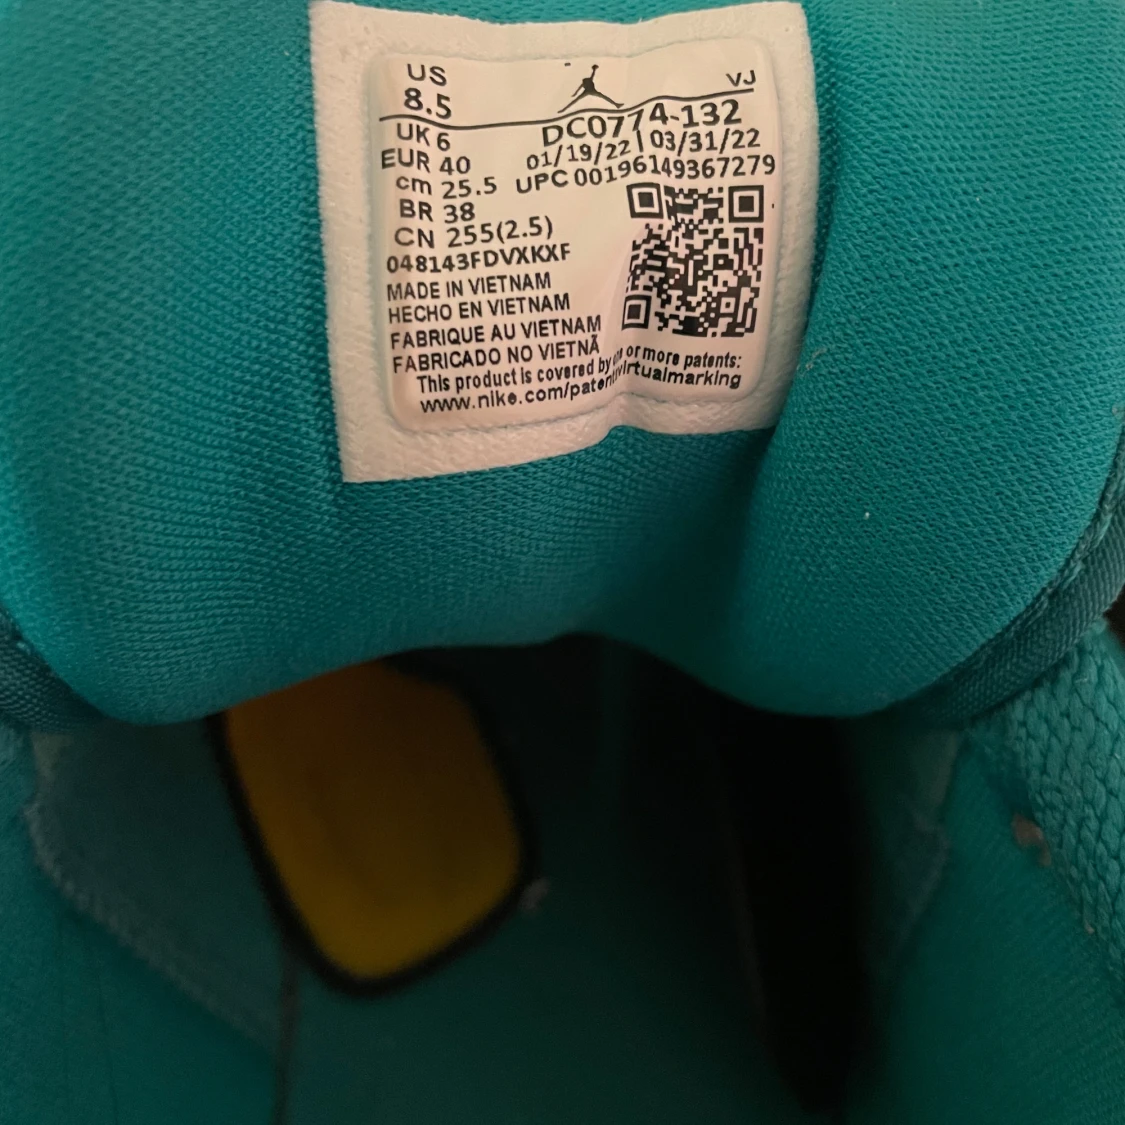 US
8.5
VJ
UK 6
DC0774-132
EUR 40
01/19/22 | 03/31/22
cm 25.5
UPC 00196149367279
BR 38
CN 255(2.5)
048143FDVXKXF
MADE IN VIETNAM
HECHO EN VIETNAM
FABRIQUE AU VIETNAM
FABRICADO NO VIETNÃ
This product is covered by or more patents:
www.nike.com/patentvirtualmarking